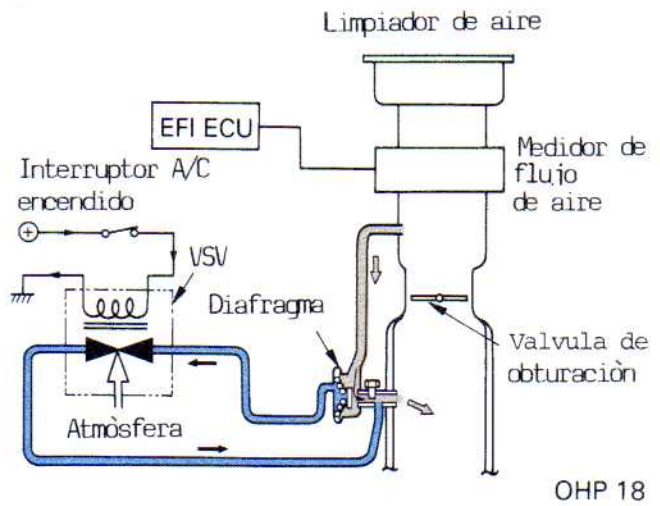 Limpiador de aire
EFI ECU
Medidor de
flujo
de aire
Interruptor A/C
encendido
+
VSV
Diafragma
Valvula de
obturaciòn
Atmòsfera
OHP 18